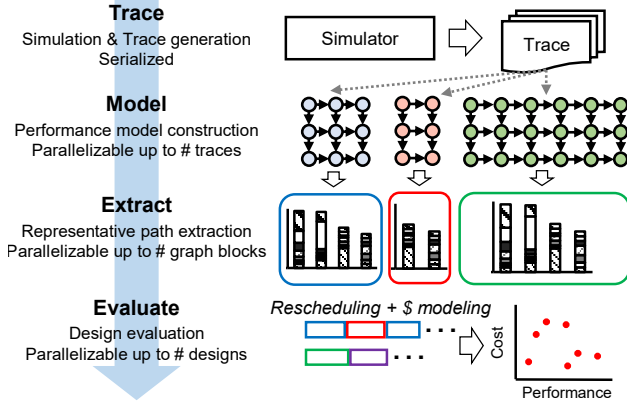 Trace
Simulation & Trace generation
Serialized
Simulator
Trace
Model
Performance model construction
Parallelizable up to # traces
Extract
Representative path extraction
Parallelizable up to # graph blocks
Evaluate
Design evaluation
Parallelizable up to # designs
Rescheduling + $ modeling
Cost
Performance